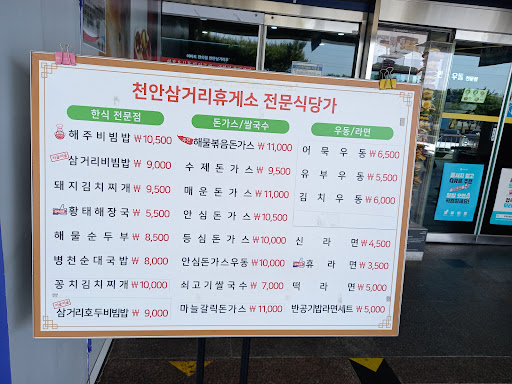 천안삼거리휴게소 전문식당가
한식 전문점
해주비빔밥 ₩10,500
삼거리비빔밥 ₩9,000
돼지김치찌개 ₩9,500
황태해장국 ₩5,500
해물순두부 ₩8,500
병천순대국밥 ₩8,000
꽁치김치찌개 ₩10,000
삼거리호두비빔밥 ₩9,000
돈가스/쌀국수
해물볶음돈가스 ₩11,000
수제돈가스 ₩9,500
매운돈가스 ₩11,000
안심돈가스 ₩10,500
등심돈가스 ₩10,000
안심돈가스우동 ₩10,000
쇠고기쌀국수 ₩7,000
마늘갈릭돈가스 ₩11,000
우동/라면
어묵우동 ₩6,500
유부우동 ₩5,500
김치우동 ₩6,000
신라면 ₩4,500
휴라면 ₩3,500
떡라면 ₩5,000
반공기밥라면세트 ₩5,000
우동